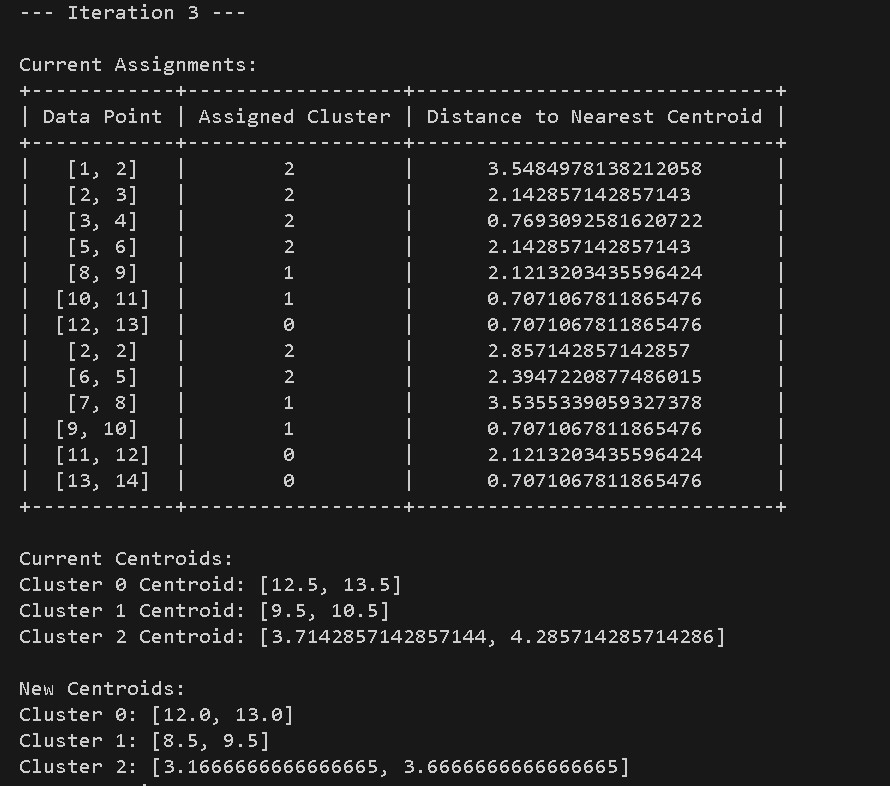 --- Iteration 3 ---
Current Assignments:
+------------+------------------+------------------------------+
| Data Point | Assigned Cluster | Distance to Nearest Centroid |
+------------+------------------+------------------------------+
|   [1, 2]   |        2         |      3.5484978138212058      |
|   [2, 3]   |        2         |      2.142857142857143       |
|   [3, 4]   |        2         |      0.7693092581620722      |
|   [5, 6]   |        2         |      2.142857142857143       |
|   [8, 9]   |        1         |      2.1213203435596424      |
|  [10, 11]  |        1         |      0.7071067811865476      |
|  [12, 13]  |        0         |      0.7071067811865476      |
|   [2, 2]   |        2         |      2.857142857142857       |
|   [6, 5]   |        2         |      2.3947220877486015      |
|   [7, 8]   |        1         |      3.5355339059327378      |
|  [9, 10]   |        1         |      0.7071067811865476      |
|  [11, 12]  |        0         |      2.1213203435596424      |
|  [13, 14]  |        0         |      0.7071067811865476      |
+------------+------------------+------------------------------+
Current Centroids:
Cluster 0 Centroid: [12.5, 13.5]
Cluster 1 Centroid: [9.5, 10.5]
Cluster 2 Centroid: [3.7142857142857144, 4.285714285714286]
New Centroids:
Cluster 0: [12.0, 13.0]
Cluster 1: [8.5, 9.5]
Cluster 2: [3.1666666666666665, 3.6666666666666665]